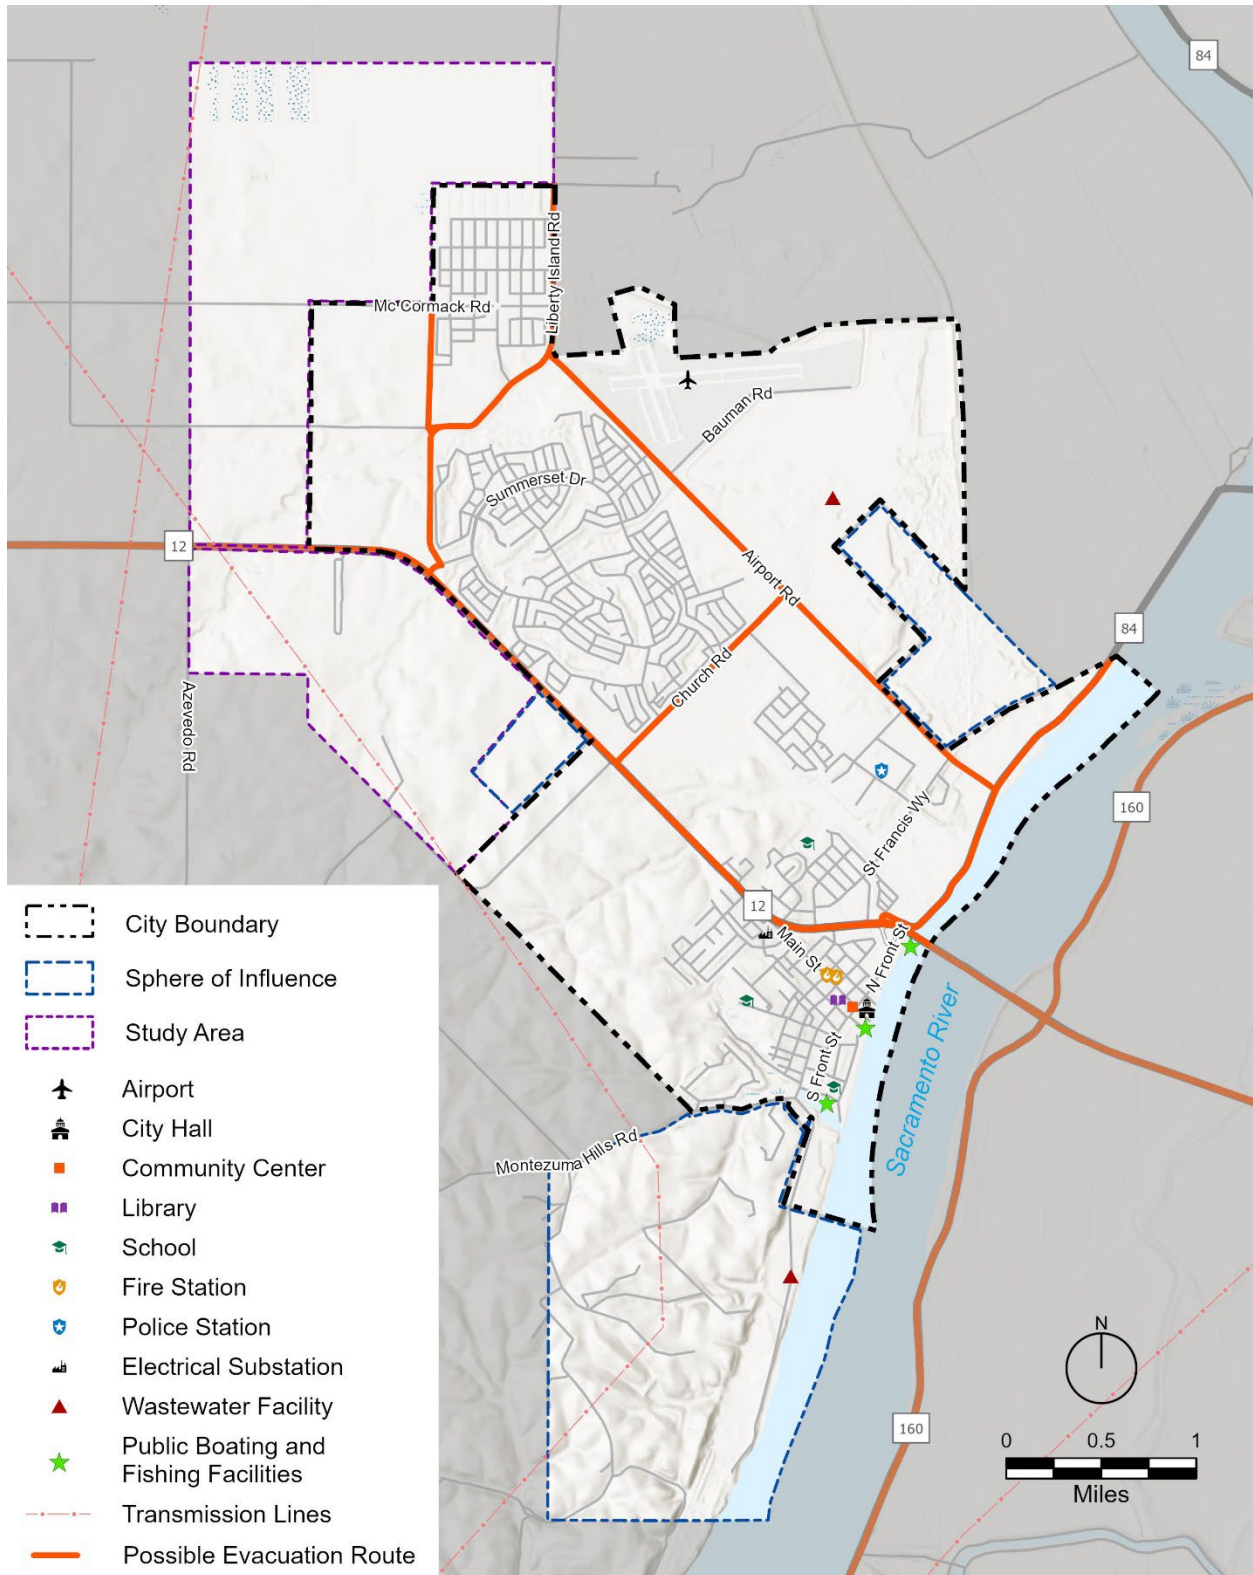 84
Liberty Island Rd
Mc Cormack Rd
Bauman Rd
Summerset Dr
12
Airport Rd
84
Church Rd
Azevedo Rd
160
St Francis Wy
12
Main St
N Front St
Sacramento River
S Front St
Montezuma Hills Rd
City Boundary
Sphere of Influence
Study Area
Airport
City Hall
Community Center
Library
School
Fire Station
Police Station
Electrical Substation
Wastewater Facility
Public Boating and
Fishing Facilities
Transmission Lines
Possible Evacuation Route
N
160
0 0.5 1
Miles